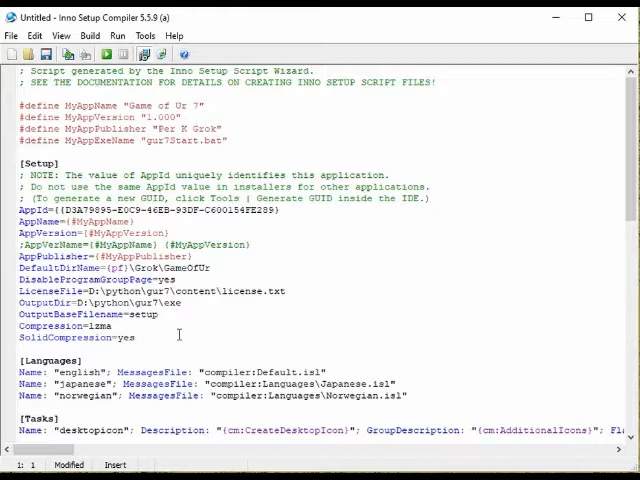 Untitled - Inno Setup Compiler 5.5.9 (a)
File Edit View Build Run Tools Help
; Script generated by the Inno Setup Script Wizard.
; SEE THE DOCUMENTATION FOR DETAILS ON CREATING INNO SETUP SCRIPT FILES!
#define MyAppName "Game of Ur 7"
#define MyAppVersion "1.000"
#define MyAppPublisher "Per K Grok"
#define MyAppExeName "gur7Start.bat"
[Setup]
; NOTE: The value of AppId uniquely identifies this application.
; Do not use the same AppId value in installers for other applications.
; (To generate a new GUID, click Tools | Generate GUID inside the IDE.)
AppId={{D3A79895-E0C9-46EB-93DF-C600154FE289}
AppName={#MyAppName}
AppVersion={#MyAppVersion}
;AppVerName={#MyAppName} {#MyAppVersion}
AppPublisher={#MyAppPublisher}
DefaultDirName={pf}\Grok\GameOfUr
DisableProgramGroupPage=yes
LicenseFile=D:\python\gur7\content\license.txt
OutputDir=D:\python\gur7\exe
OutputBaseFilename=setup
Compression=lzma
SolidCompression=yes
[Languages]
Name: "english"; MessagesFile: "compiler:Default.isl"
Name: "japanese"; MessagesFile: "compiler:Languages\Japanese.isl"
Name: "norwegian"; MessagesFile: "compiler:Languages\Norwegian.isl"
[Tasks]
Name: "desktopicon"; Description: "{cm:CreateDesktopIcon}"; GroupDescription: "{cm:AdditionalIcons}"; Fla
1: 1 Modified Insert